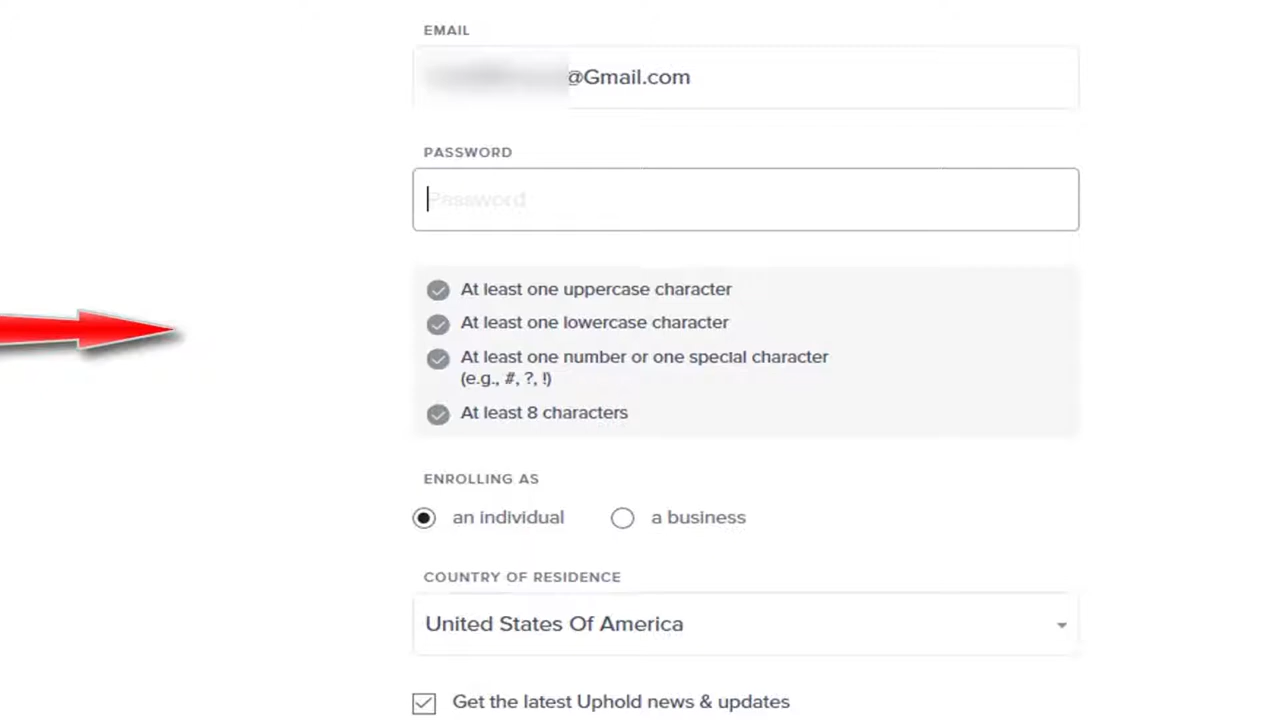 EMAIL
@Gmail.com
PASSWORD
Password
At least one uppercase character
At least one lowercase character
At least one number or one special character
(e.g., #, ?, !)
At least 8 characters
ENROLLING AS
an individual
a business
COUNTRY OF RESIDENCE
United States Of America
Get the latest Uphold news & updates